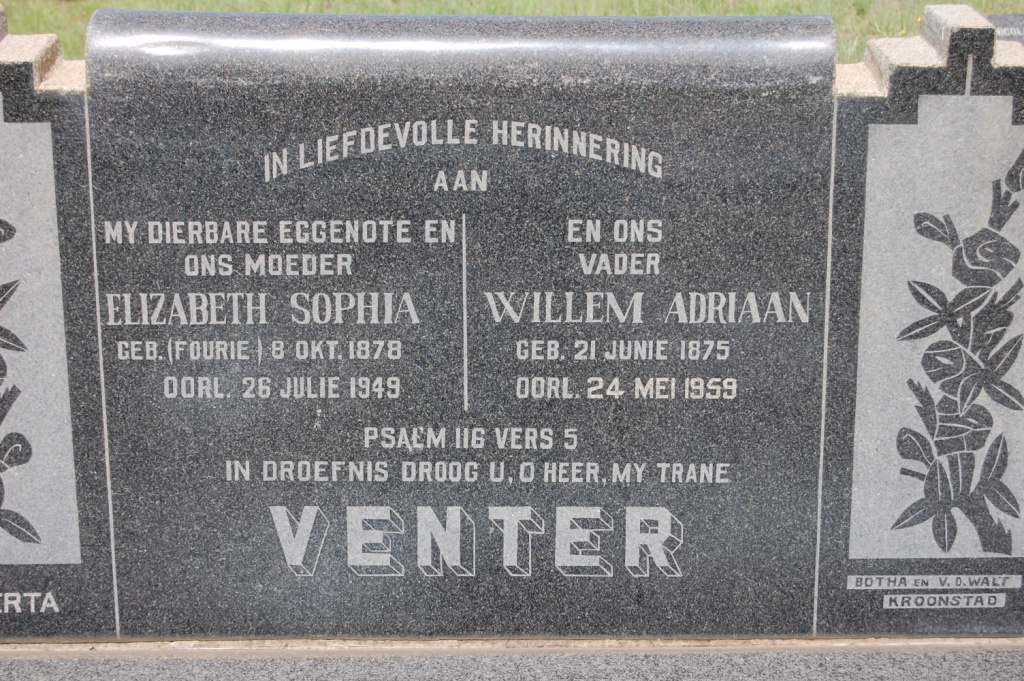 IN LIEFDEVOLLE HERINNERING
AAN
MY DIERBARE EGGENOTE EN
ONS MOEDER
ELIZABETH SOPHIA
GEB. (FOURIE) 8 OKT. 1878
OORL. 26 JULIE 1949
EN ONS
VADER
WILLEM ADRIAAN
GEB. 21 JUNIE 1875
OORL. 24 MEI 1959
PSALM 116 VERS 5
IN DROEFNIS DROOG U, O HEER, MY TRANE
VENTER
ERTA
BOTHA EN V.D. WALT
KROONSTAD